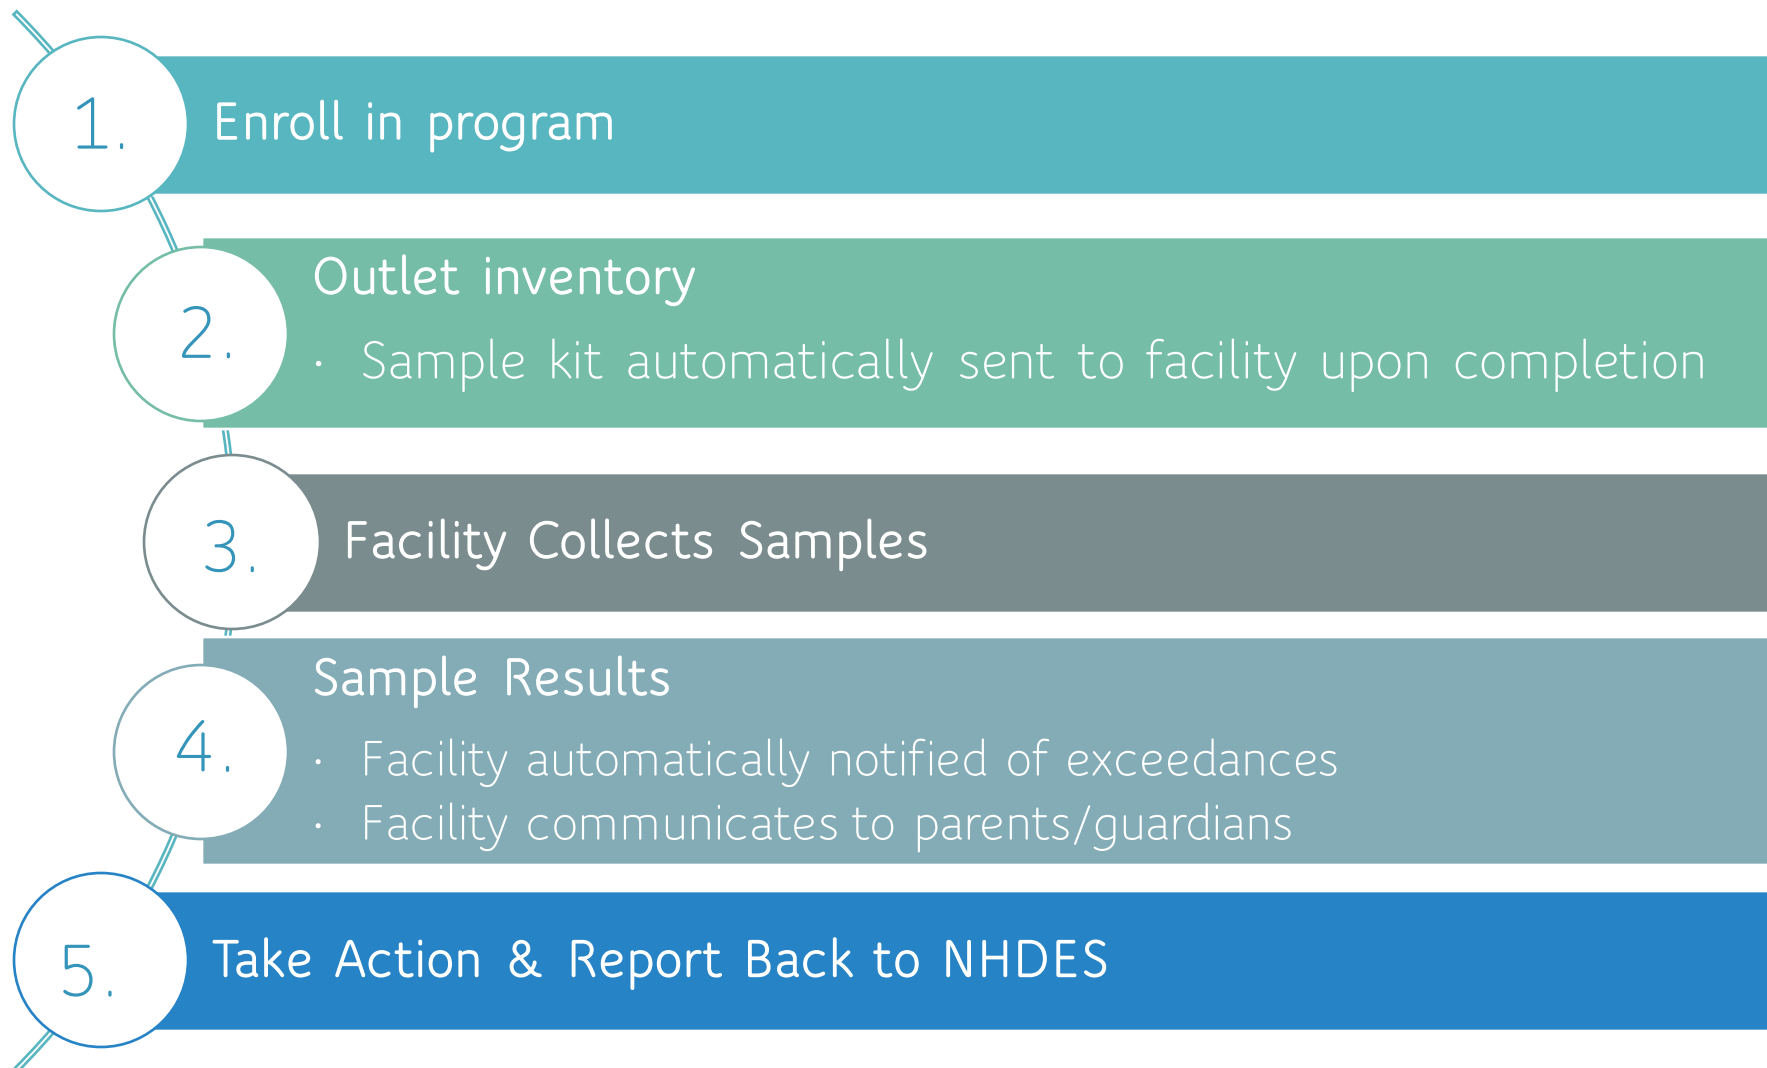 1.
Enroll in program
2.
Outlet inventory
• Sample kit automatically sent to facility upon completion
3.
Facility Collects Samples
4.
Sample Results
• Facility automatically notified of exceedances
• Facility communicates to parents/guardians
5.
Take Action & Report Back to NHDES